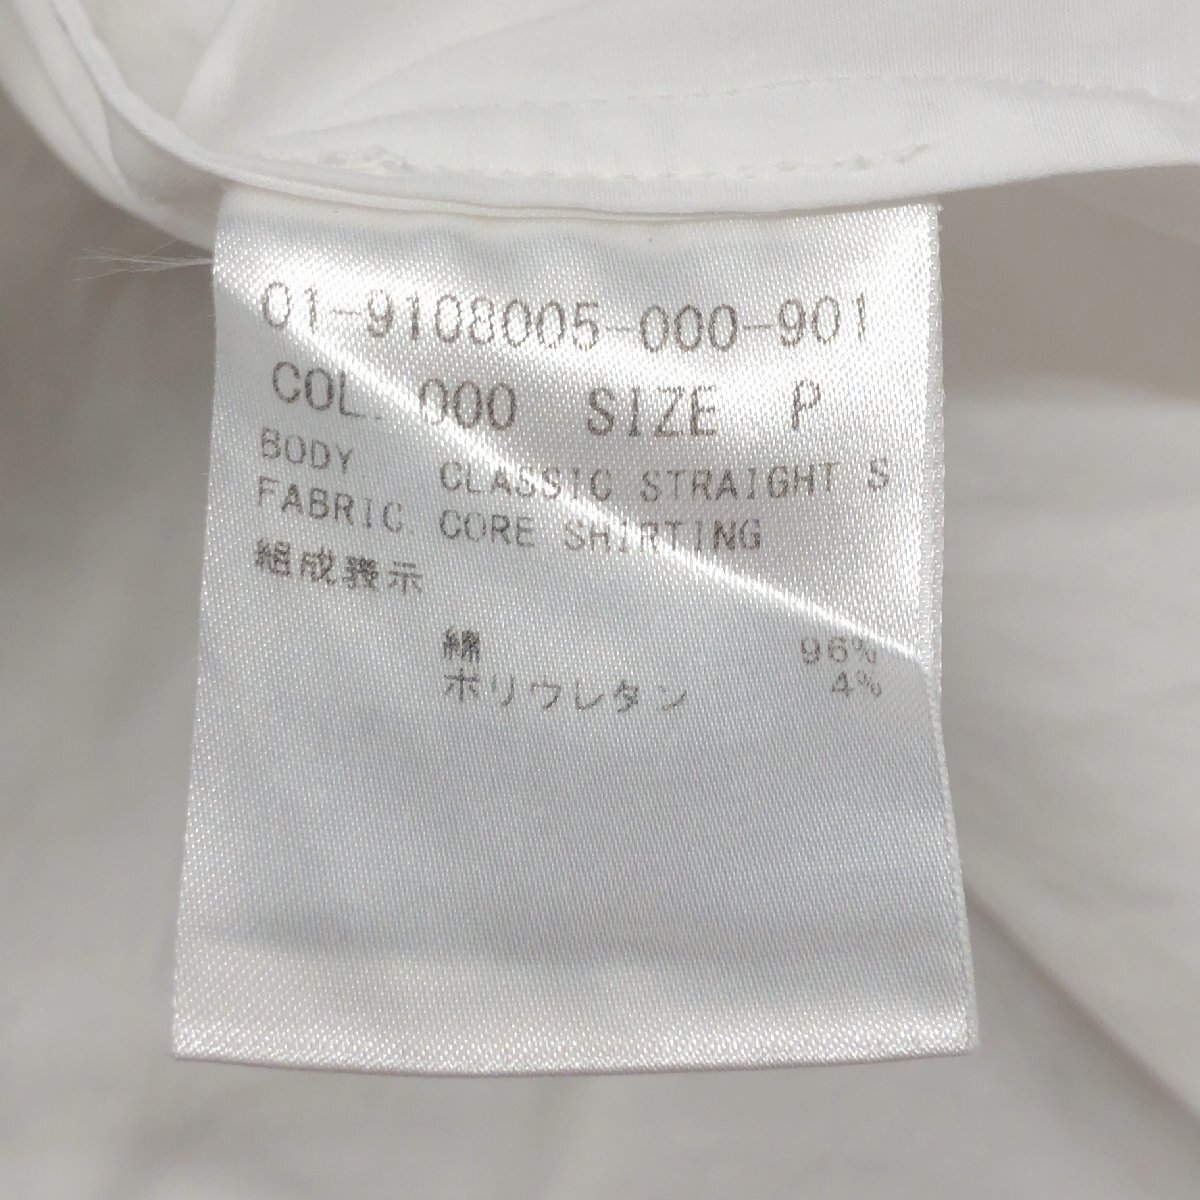 01-9108005-000-901
COL. 000 SIZE P
BODY CLASSIC STRAIGHT S
FABRIC. CORE SHIRTING
組成表示
綿 96%
ポリウレタン 4%